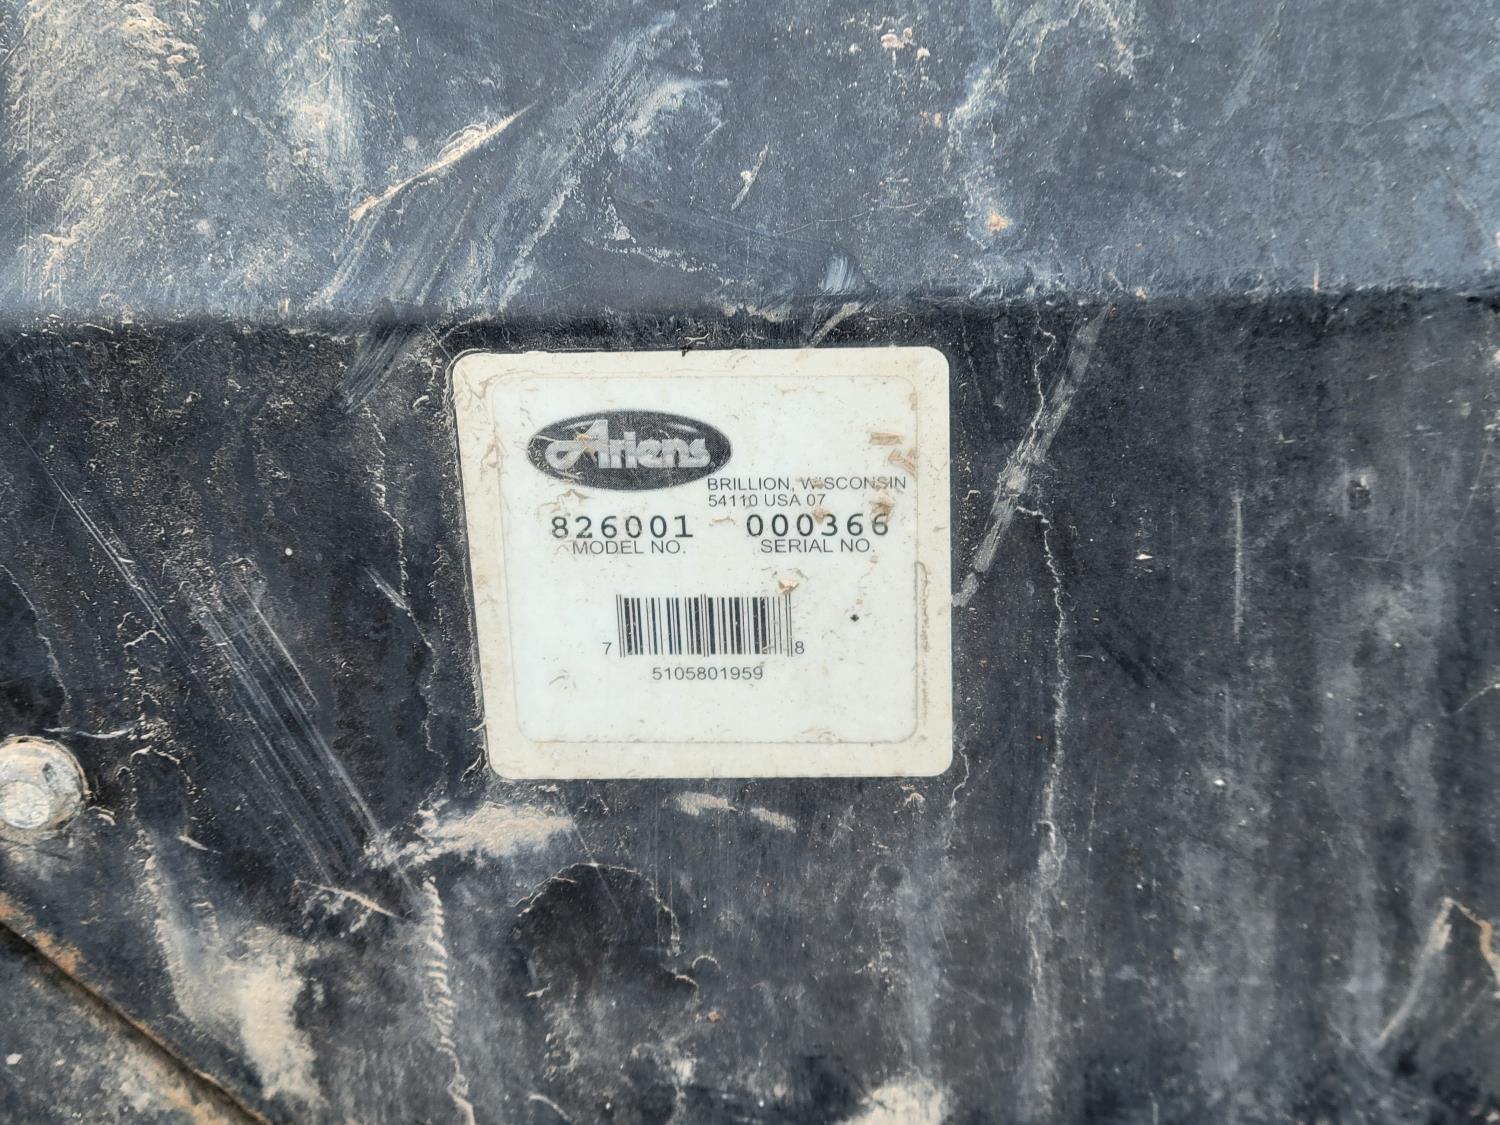 Ariens
BRILLION, WISCONSIN
54110 USA 07
826001 000366
MODEL NO. SERIAL NO.
7 8
5105801959